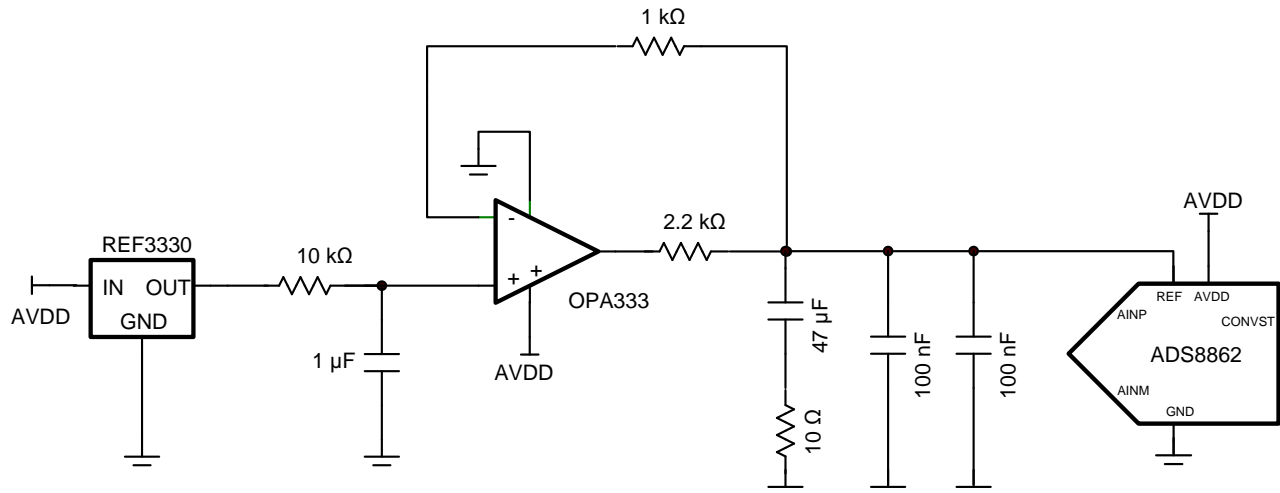 1 kΩ
-
+
+
OPA333
AVDD
2.2 kΩ
REF3330
IN OUT
GND
AVDD
10 kΩ
1 µF
47 µF
10 Ω
100 nF
100 nF
AVDD
REF AVDD
AINP
CONVST
ADS8862
AINM
GND